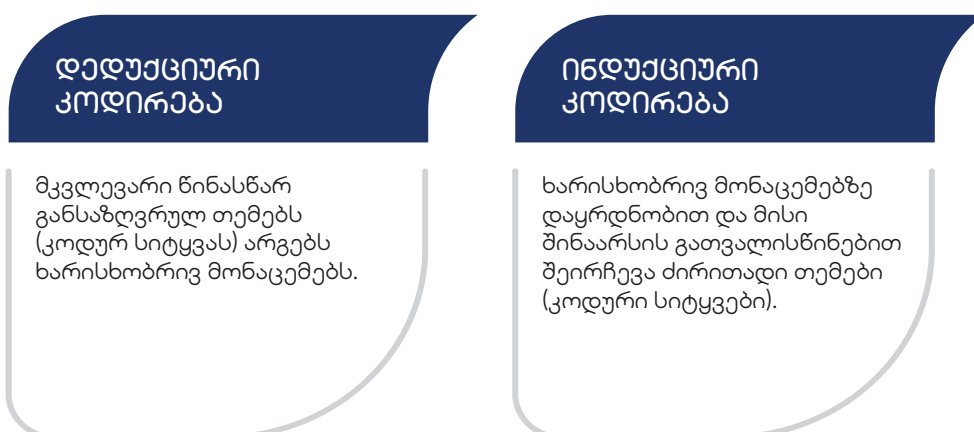 დედუქციური
კოდირება
მკვლევარი წინასწარ
განსაზღვრულ თემებს
(კოდურ სიტყვას) არგებს
ხარისხობრივ მონაცემებს.
ინდუქციური
კოდირება
ხარისხობრივ მონაცემებზე
დაყრდნობით და მისი
შინაარსის გათვალისწინებით
შეირჩევა ძირითადი თემები
(კოდური სიტყვები).